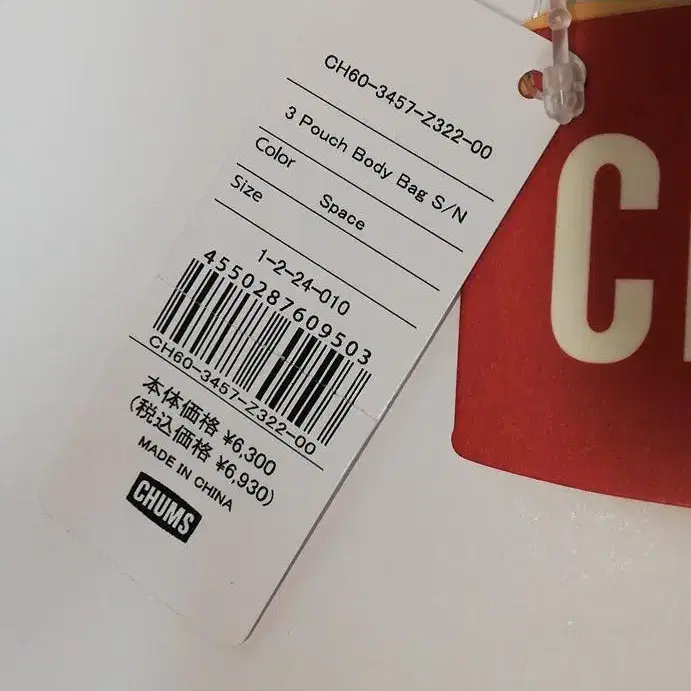 CH60-3457-Z322-00
3 Pouch Body Bag S/N
Color Space
Size
1-2-24-010
4550287609503
CH60-3457-Z322-00
本体価格 ¥6,300
(税込価格 ¥6,930)
MADE IN CHINA
CHUMS
C